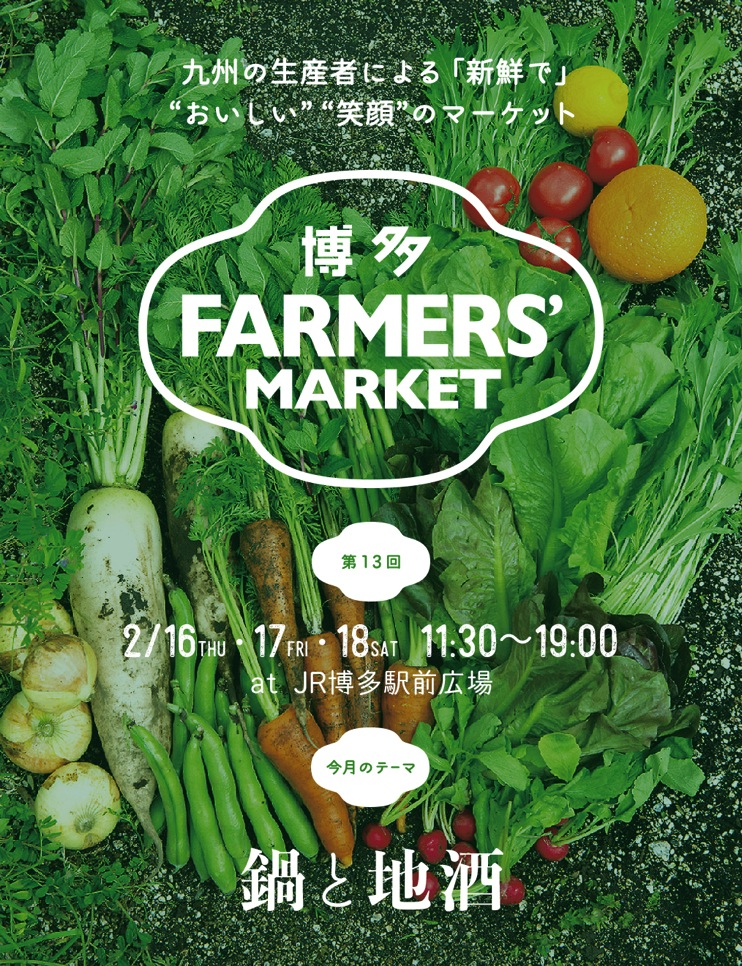 九州の生産者による「新鮮で」
“おいしい” “笑顔”のマーケット
博多
FARMERS’
MARKET
第13回
2/16THU・17FRI・18SAT 11:30〜19:00
at JR博多駅前広場
今月のテーマ
鍋と地酒